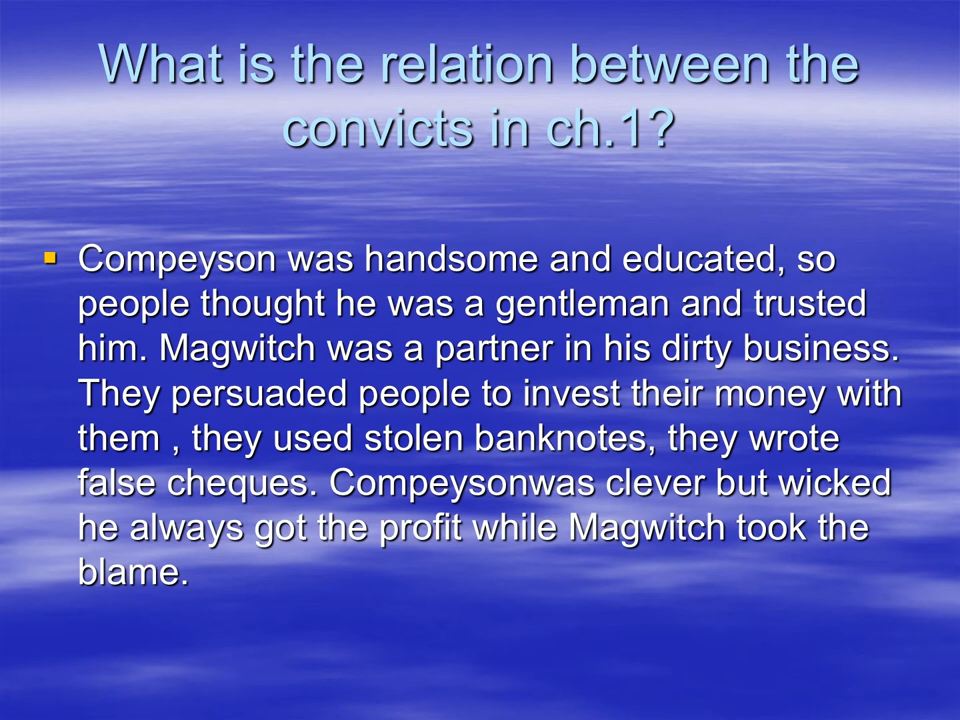 What is the relation between the
convicts in ch.1?
Compeyson was handsome and educated, so
people thought he was a gentleman and trusted
him. Magwitch was a partner in his dirty business.
They persuaded people to invest their money with
them , they used stolen banknotes, they wrote
false cheques. Compeysonwas clever but wicked
he always got the profit while Magwitch took the
blame.